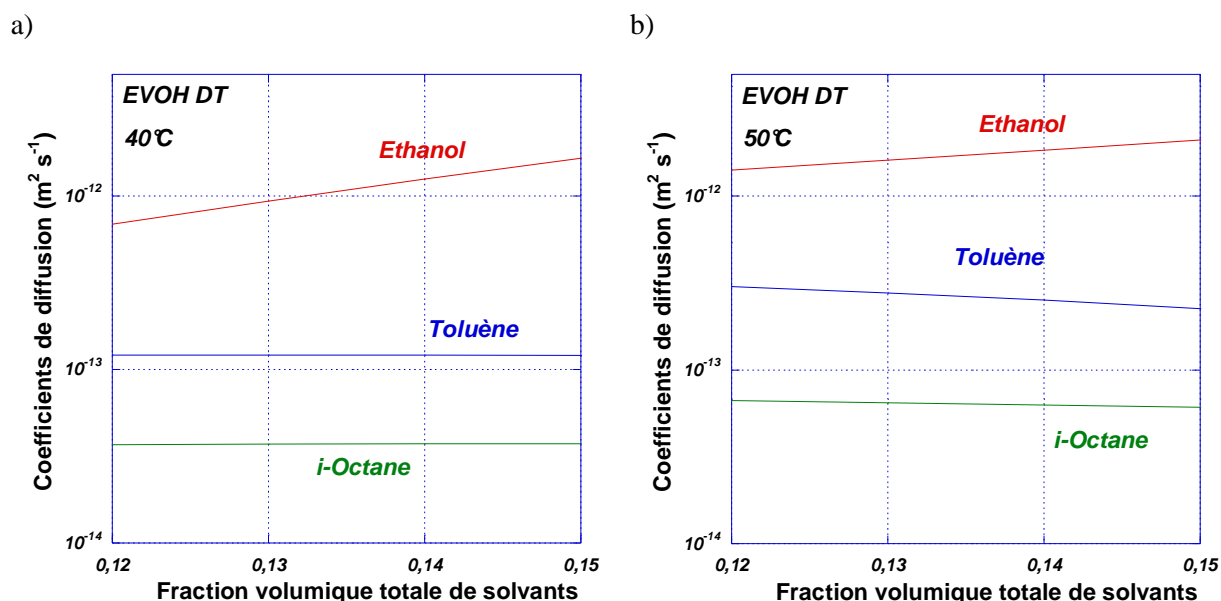 a)
EVOH DT
40°C
Ethanol
Toluène
i-Octane
Coefficients de diffusion (m² s⁻¹)
10⁻¹²
10⁻¹³
10⁻¹⁴
0,12 0,13 0,14 0,15
Fraction volumique totale de solvants
b)
EVOH DT
50°C
Ethanol
Toluène
i-Octane
Coefficients de diffusion (m² s⁻¹)
10⁻¹²
10⁻¹³
10⁻¹⁴
0,12 0,13 0,14 0,15
Fraction volumique totale de solvants